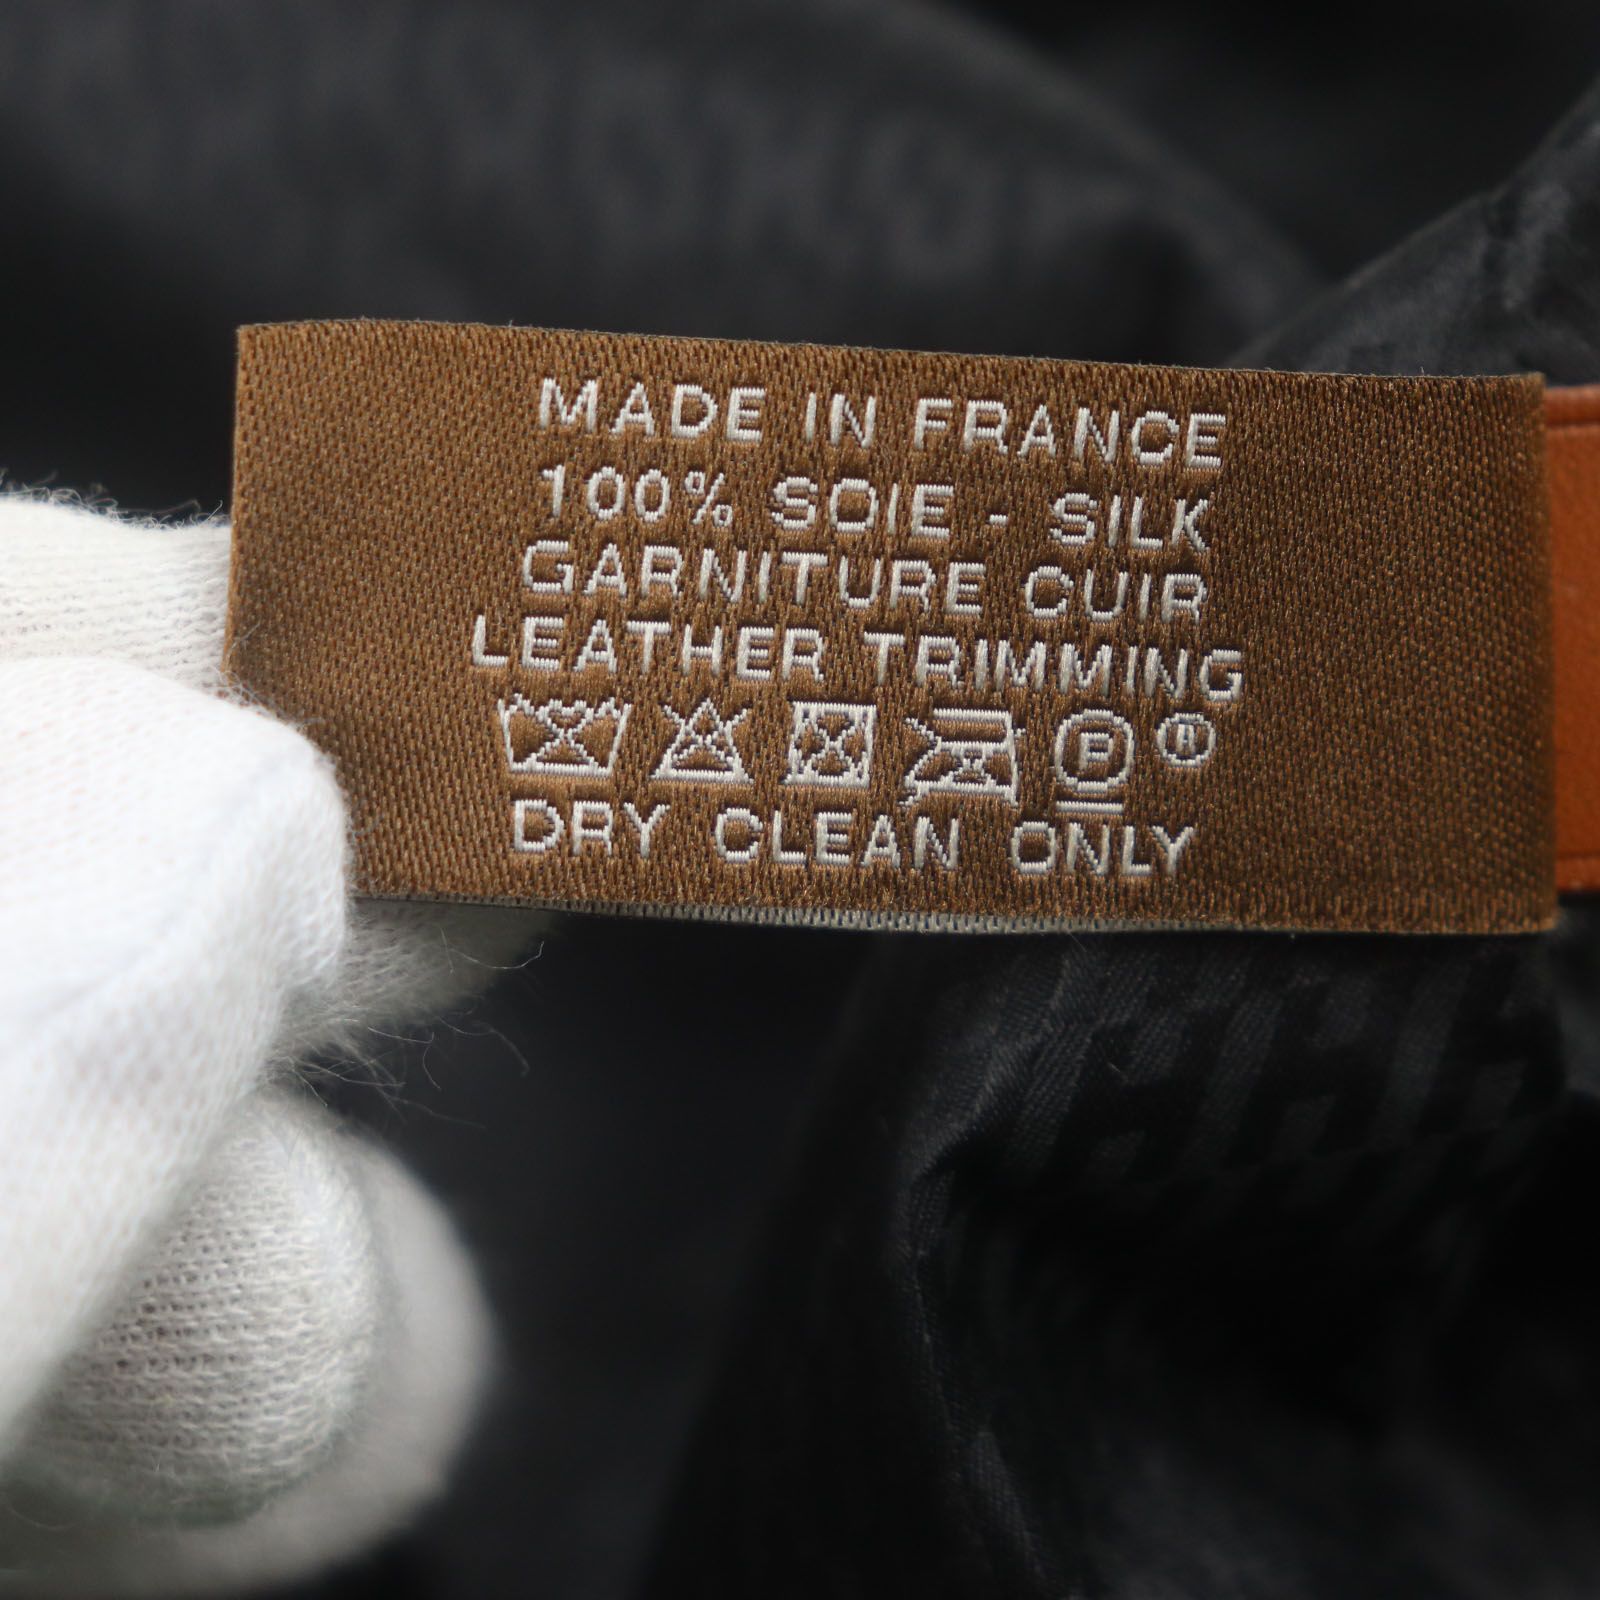 MADE IN FRANCE
100% SOIE - SILK
GARNITURE CUIR
LEATHER TRIMMING
P
DRY CLEAN ONLY